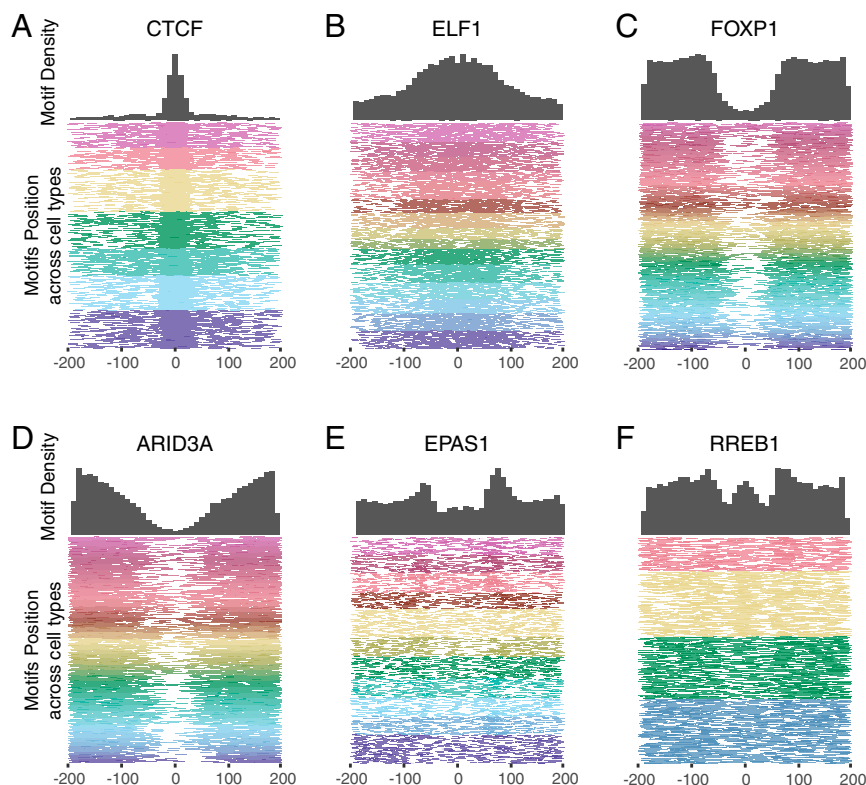 A
CTCF
B
ELF1
C
FOXP1
Motif Density
Motifs Position
across cell types
-200 -100 0 100 200
-200 -100 0 100 200
-200 -100 0 100 200
D
ARID3A
E
EPAS1
F
RREB1
Motif Density
Motifs Position
across cell types
-200 -100 0 100 200
-200 -100 0 100 200
-200 -100 0 100 200